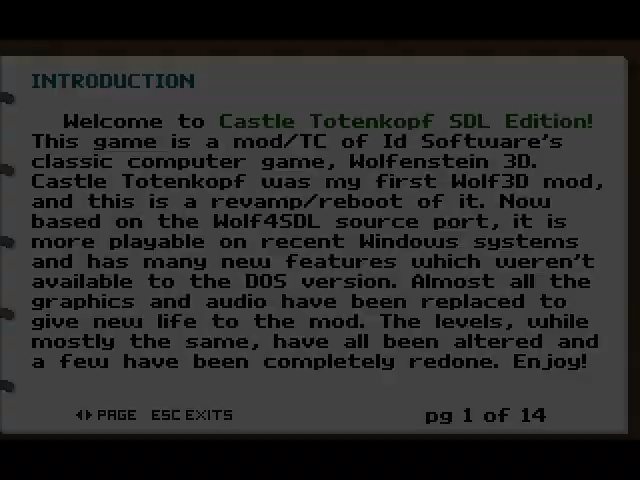 INTRODUCTION
Welcome to Castle Totenkopf SDL Edition!
This game is a mod/TC of Id Software's
classic computer game, Wolfenstein 3D.
Castle Totenkopf was my first Wolf3D mod,
and this is a revamp/reboot of it. Now
based on the Wolf4SDL source port, it is
more playable on recent Windows systems
and has many new features which weren't
available to the DOS version. Almost all the
graphics and audio have been replaced to
give new life to the mod. The levels, while
mostly the same, have all been altered and
a few have been completely redone. Enjoy!
PAGE ESC EXITS pg 1 of 14